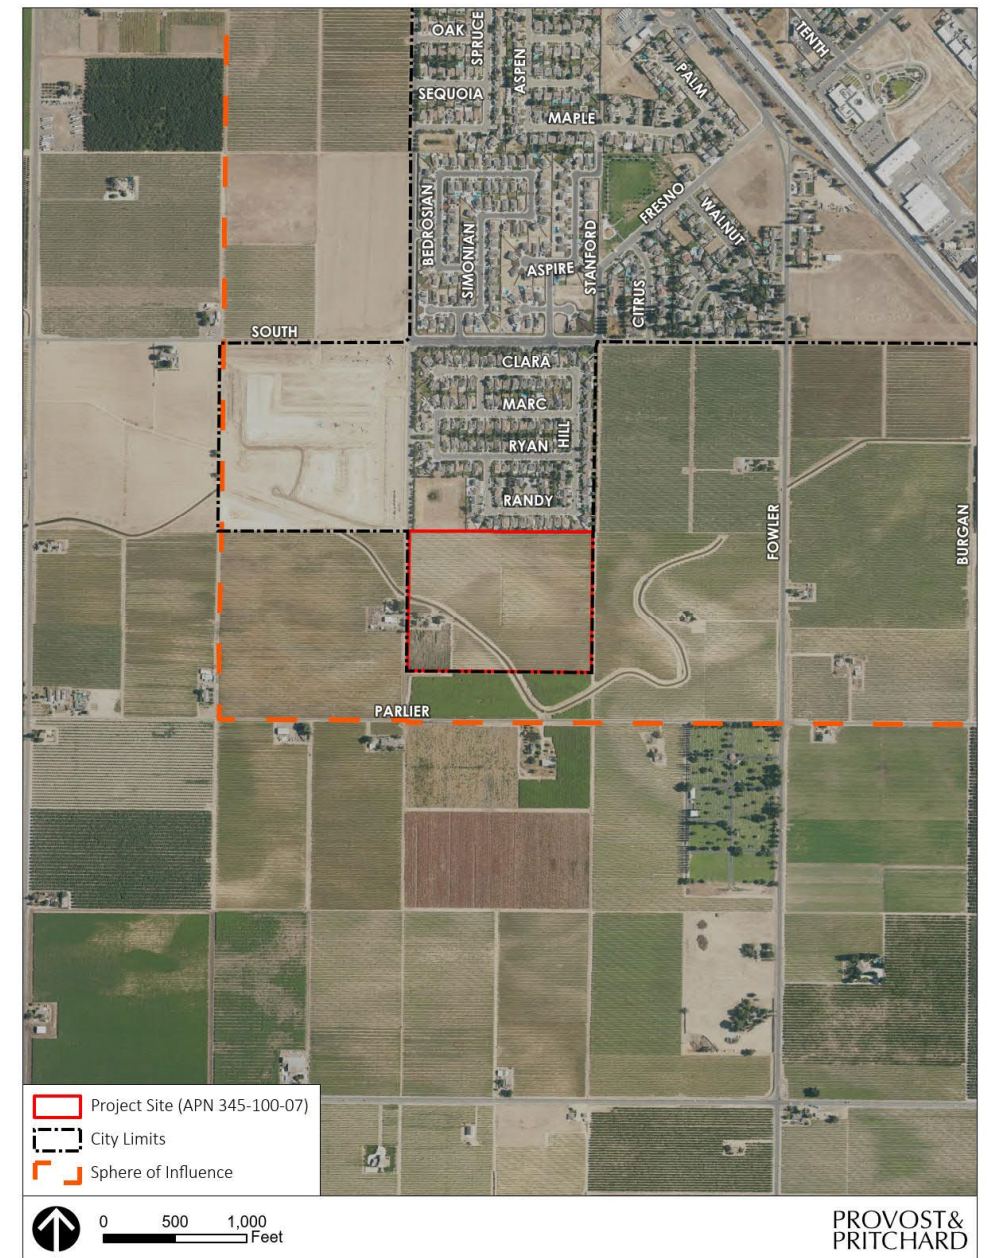 OAK
SPRUCE
ASPEN
TENTH
SEQUOIA
PALM
MAPLE
BEDROSIAN
SIMONIAN
STANFORD
FRESNO
WALNUT
ASPIRE
CITRUS
SOUTH
CLARA
MARC
HILL
RYAN
RANDY
FOWLER
BURGAN
PARLIER
Project Site (APN 345-100-07)
City Limits
Sphere of Influence
0 500 1,000
Feet
PROVOST&
PRITCHARD